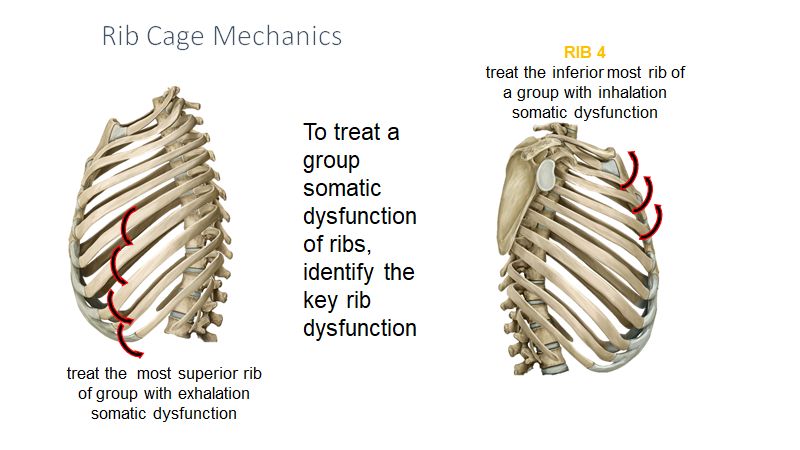 Rib Cage Mechanics
RIB 4
treat the inferior most rib of
a group with inhalation
somatic dysfunction
To treat a
group
somatic
dysfunction
of ribs,
identify the
key rib
dysfunction
treat the most superior rib
of group with exhalation
somatic dysfunction